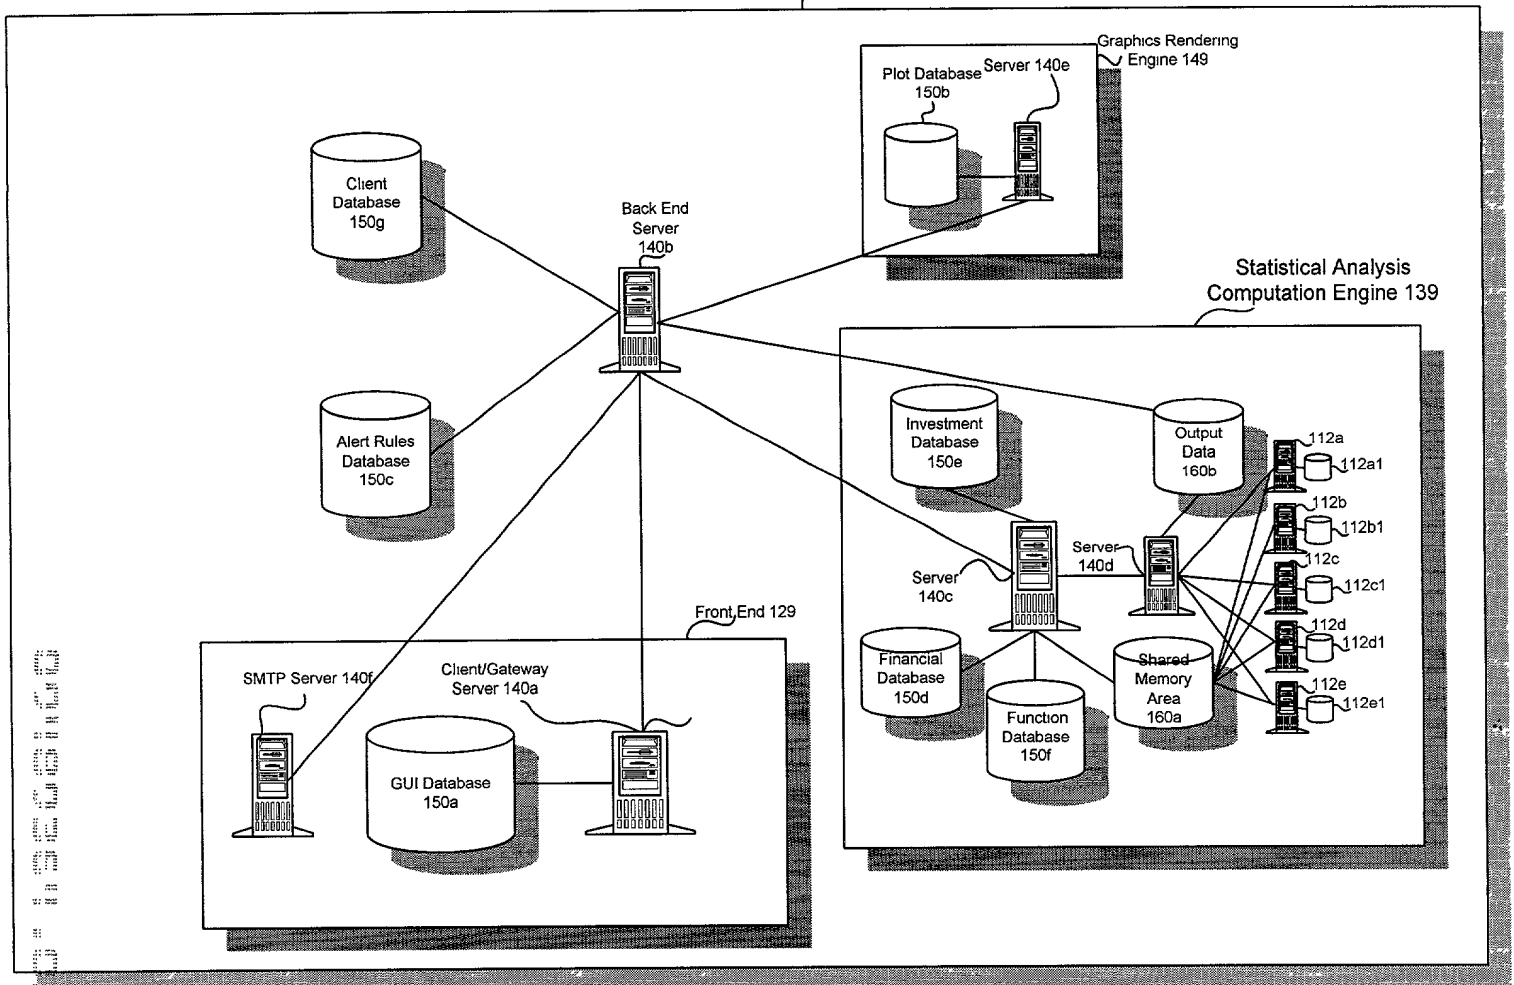 Graphics Rendering
Engine 149
Plot Database
150b
Server 140e
Client
Database
150g
Back End
Server
140b
Statistical Analysis
Computation Engine 139
Alert Rules
Database
150c
Investment
Database
150e
Output
Data
160b
112a
112a1
112b
112b1
112c
112c1
112d
112d1
112e
112e1
Server
140c
Server
140d
Financial
Database
150d
Function
Database
150f
Shared
Memory
Area
160a
Front End 129
SMTP Server 140f
Client/Gateway
Server 140a
GUI Database
150a